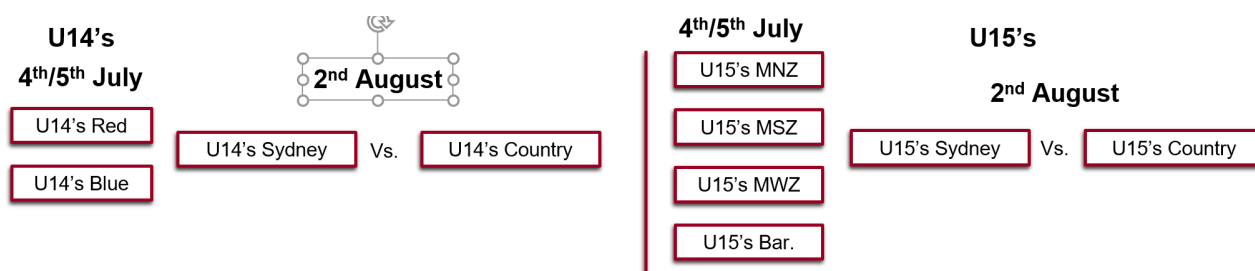 U14's
4th/5th July
2nd August
U14's Red
U14's Blue
U14's Sydney Vs. U14's Country
4th/5th July
U15's
2nd August
U15's MNZ
U15's MSZ
U15's MWZ
U15's Bar.
U15's Sydney Vs. U15's Country